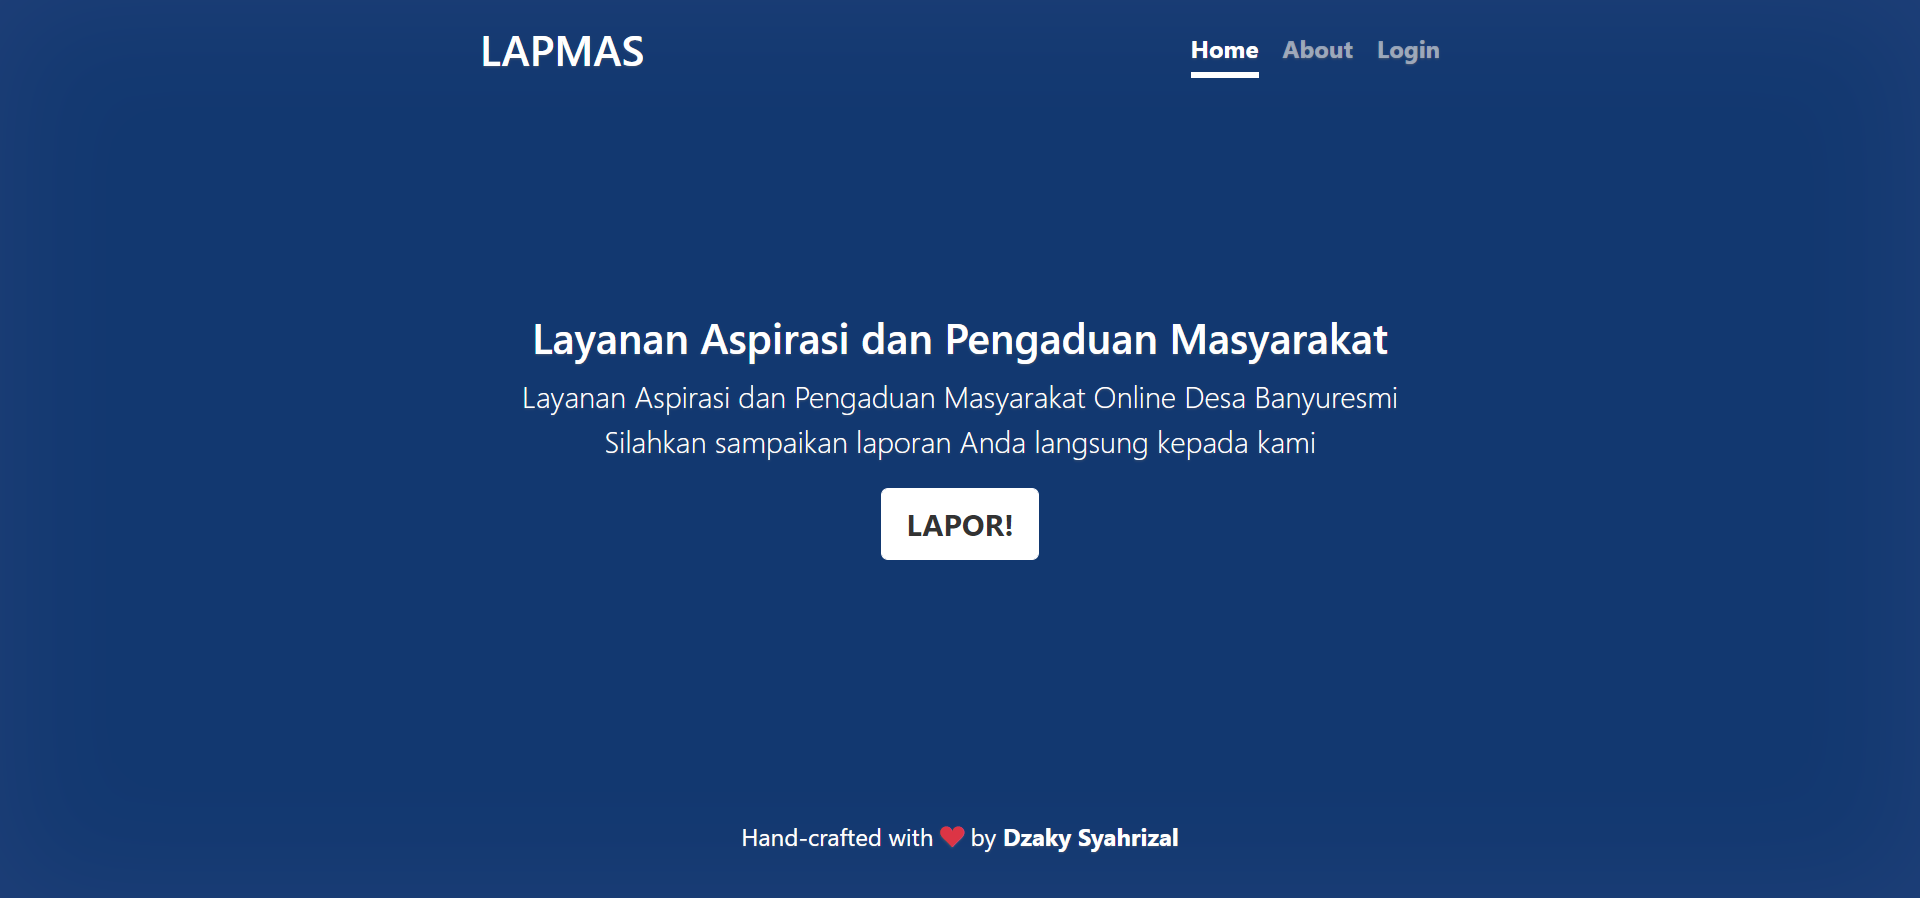 LAPMAS
Home About Login
Layanan Aspirasi dan Pengaduan Masyarakat
Layanan Aspirasi dan Pengaduan Masyarakat Online Desa Banyuresmi
Silahkan sampaikan laporan Anda langsung kepada kami
LAPOR!
Hand-crafted with ❤ by Dzaky Syahrizal